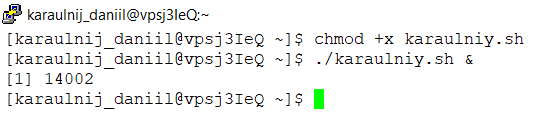 karaulnij_daniil@vpsj3IeQ:~
[karaulnij_daniil@vpsj3IeQ ~]$ chmod +x karaulniy.sh
[karaulnij_daniil@vpsj3IeQ ~]$ ./karaulniy.sh &
[1] 14002
[karaulnij_daniil@vpsj3IeQ ~]$